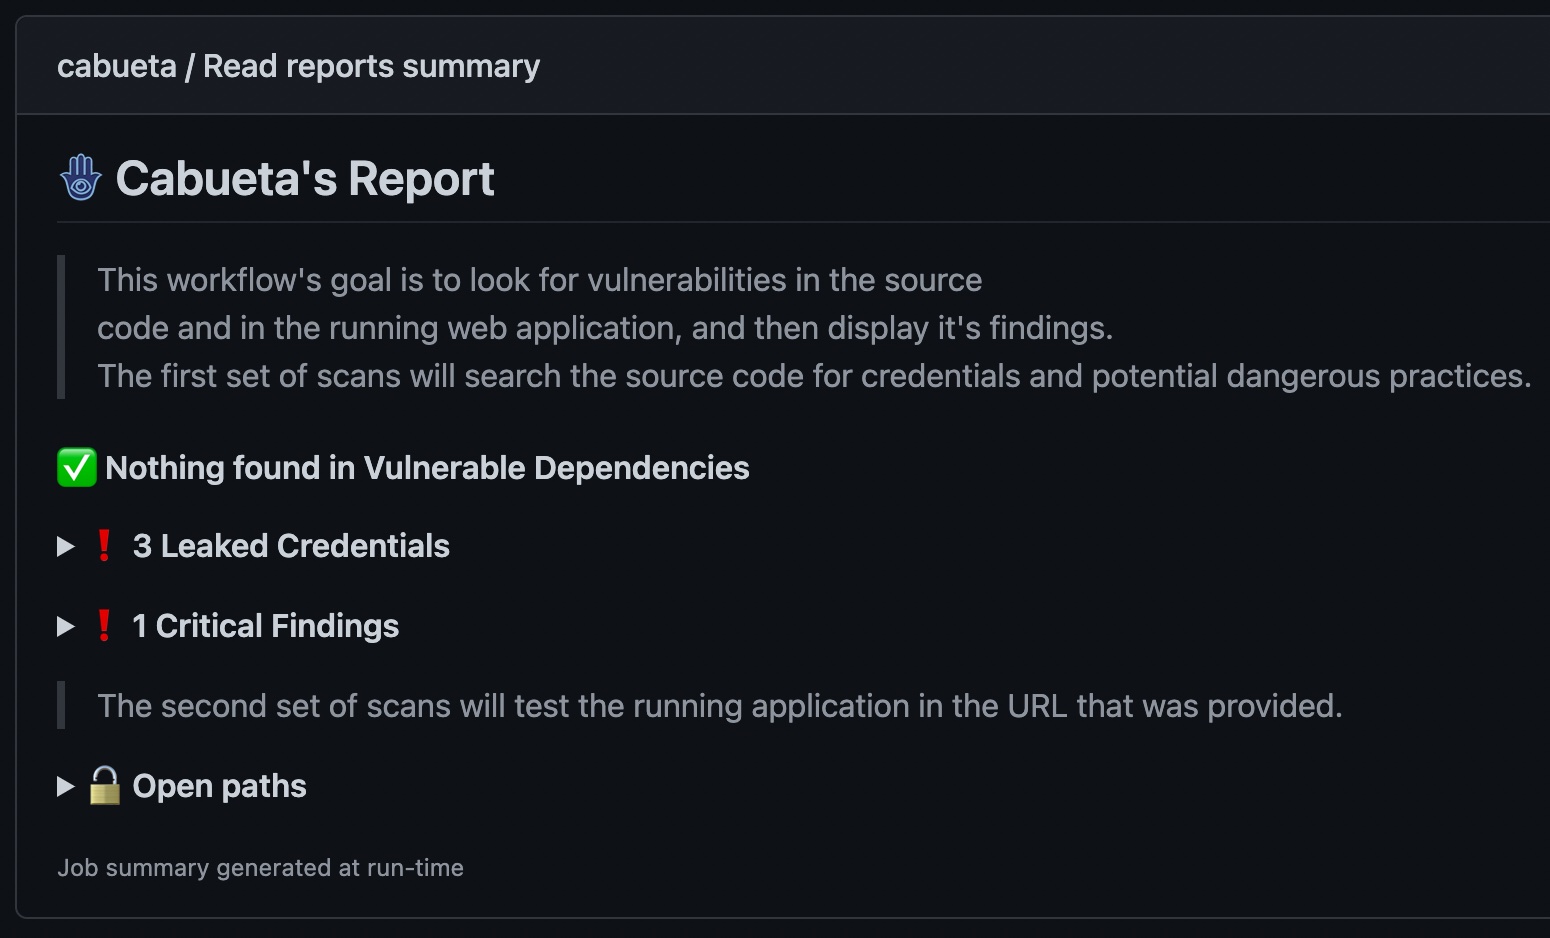 cabueta / Read reports summary
Cabueta's Report
This workflow's goal is to look for vulnerabilities in the source
code and in the running web application, and then display it's findings.
The first set of scans will search the source code for credentials and potential dangerous practices.
Nothing found in Vulnerable Dependencies
3 Leaked Credentials
1 Critical Findings
The second set of scans will test the running application in the URL that was provided.
Open paths
Job summary generated at run-time